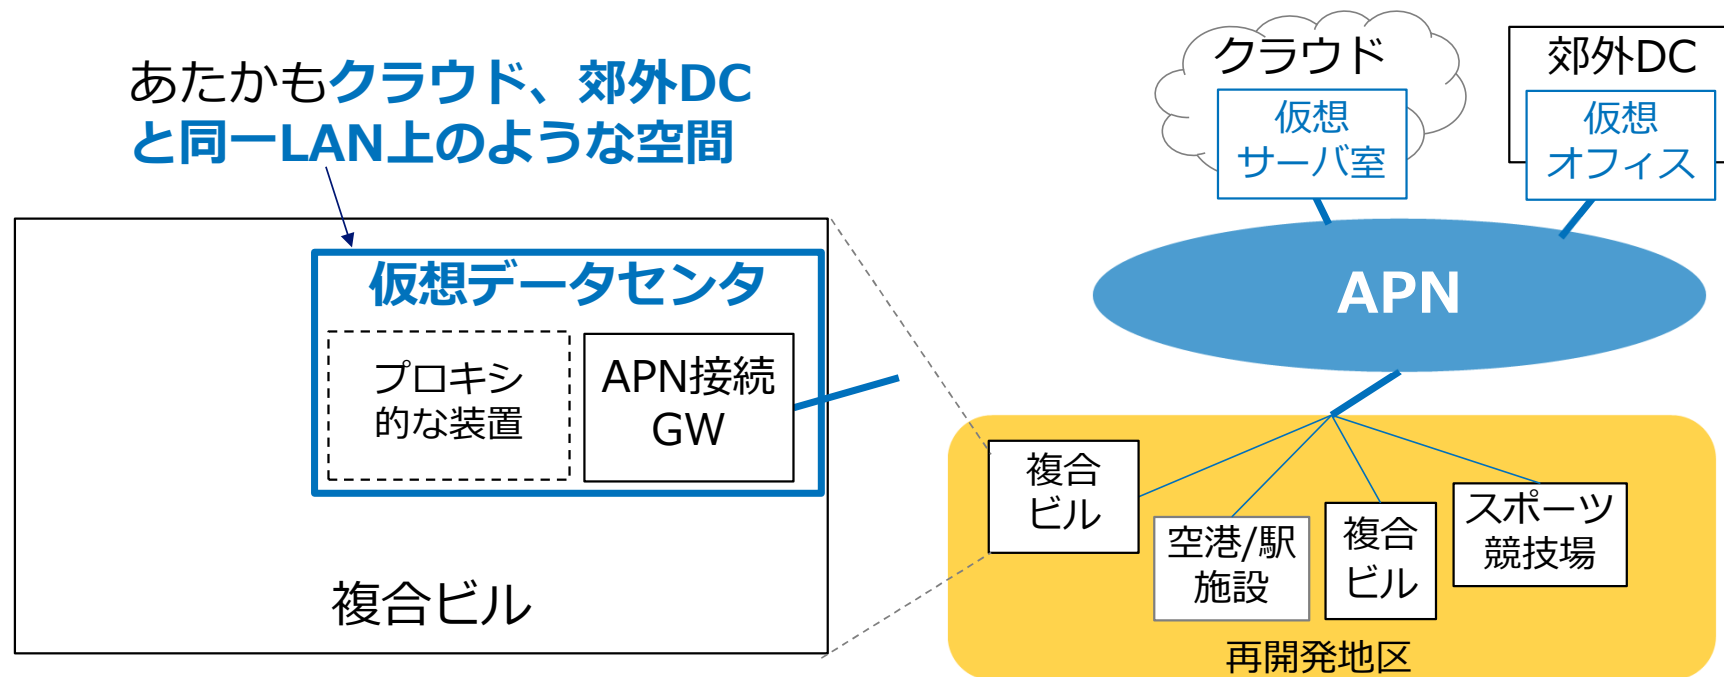 あたかもクラウド、郊外DC
と同一LAN上のような空間
仮想データセンタ
プロキシ
的な装置
APN接続
GW
複合ビル
クラウド
仮想
サーバ室
郊外DC
仮想
オフィス
APN
複合
ビル
空港/駅
施設
複合
ビル
スポーツ
競技場
再開発地区